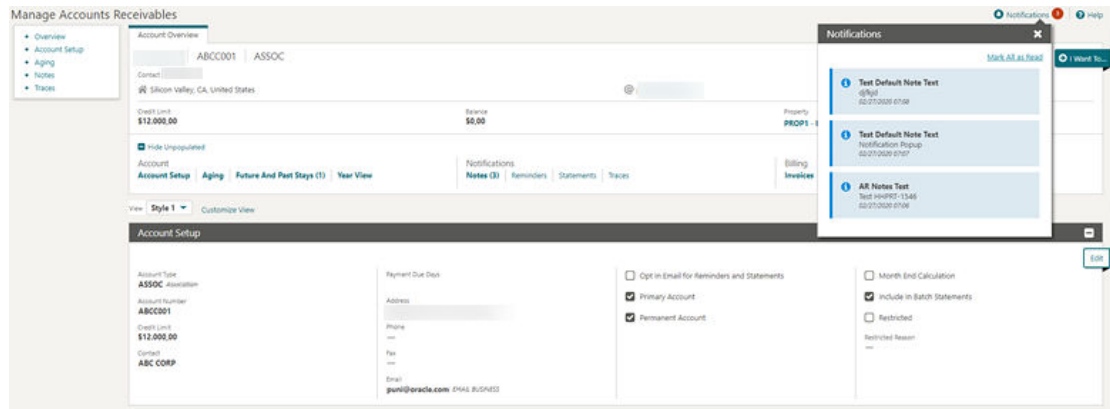 Manage Accounts Receivables
Notifications 3
Help
Overview
Account Setup
Aging
Notes
Traces
Account Overview
ABCC001 ASSOC
Contact
Silicon Valley, CA, United States
@
Credit Limit
$12.000,00
Balance
$0,00
Property
PROP1 -
Hide Unpopulated
Account
Account Setup Aging Future And Past Stays (1) Year View
Notifications
Notes (3) Reminders Statements Traces
Billing
Invoices
Notifications
Mark All as Read
I Want To...
Test Default Note Text
02/27/2020 07:08
Test Default Note Text
Notification Popup
02/27/2020 07:07
AR Notes Test
Test HHPRT-1546
02/27/2020 07:06
View Style 1 Customize View
Account Setup
Edit
Account Type
ASSOC Association
Account Number
ABCC001
Credit Limit
$12.000,00
Contact
ABC CORP
Payment Due Days
Address
Phone
—
Fax
—
Email
puni@oracle.com EMAIL BUSINESS
Opt in Email for Reminders and Statements
Primary Account
Permanent Account
Month End Calculation
Include In Batch Statements
Restricted
Restricted Reason
—